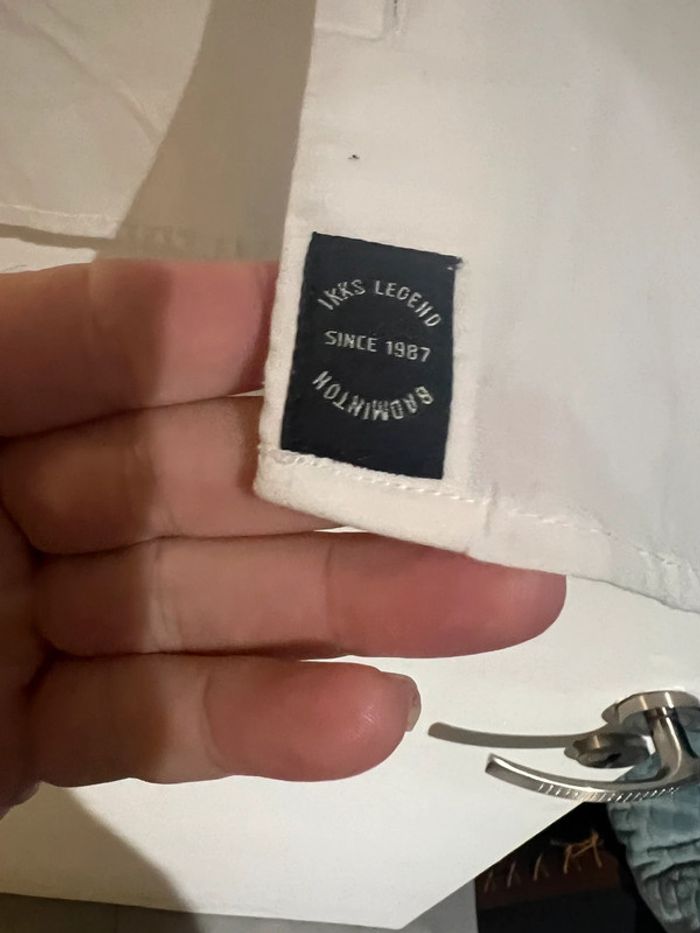 IKKS LEGEND
SINCE 1987
BADMINTON